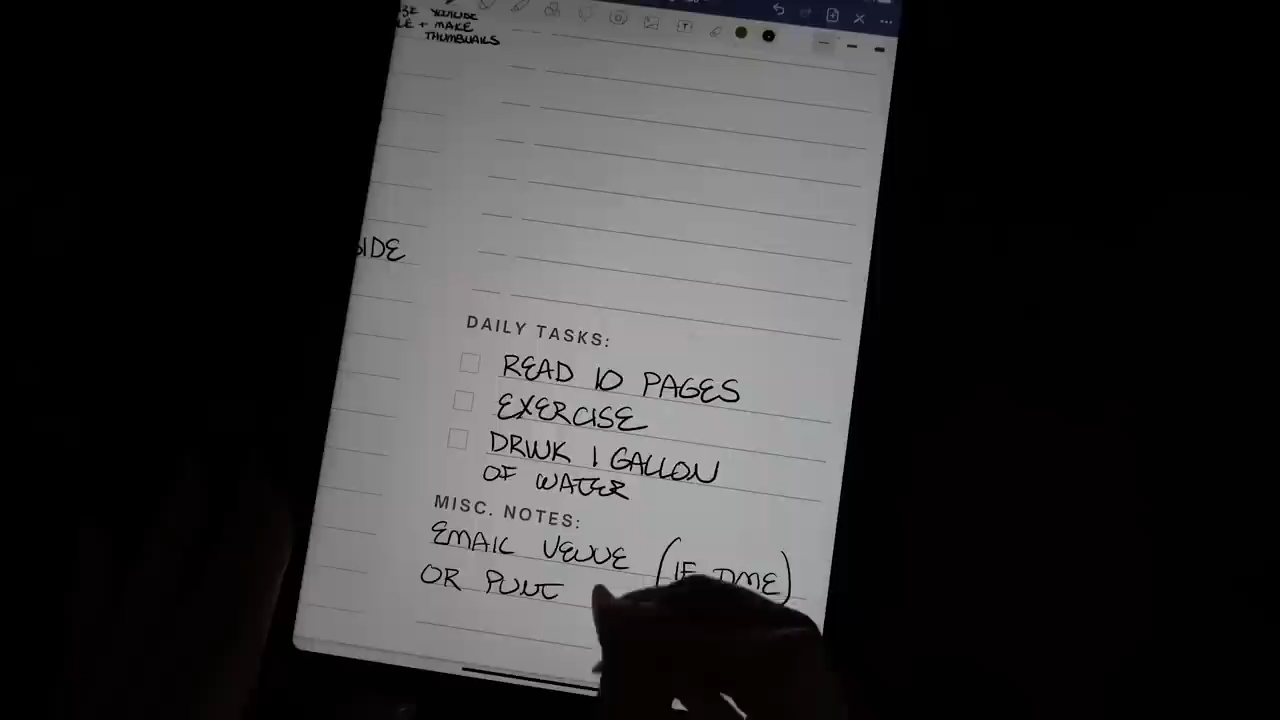 THUMBNAILS
+ MAKE
DAILY TASKS:
READ 10 PAGES
EXERCISE
DRINK 1 GALLON
OF WATER
MISC. NOTES:
EMAIL VENUE (IF TIME)
OR PUNT